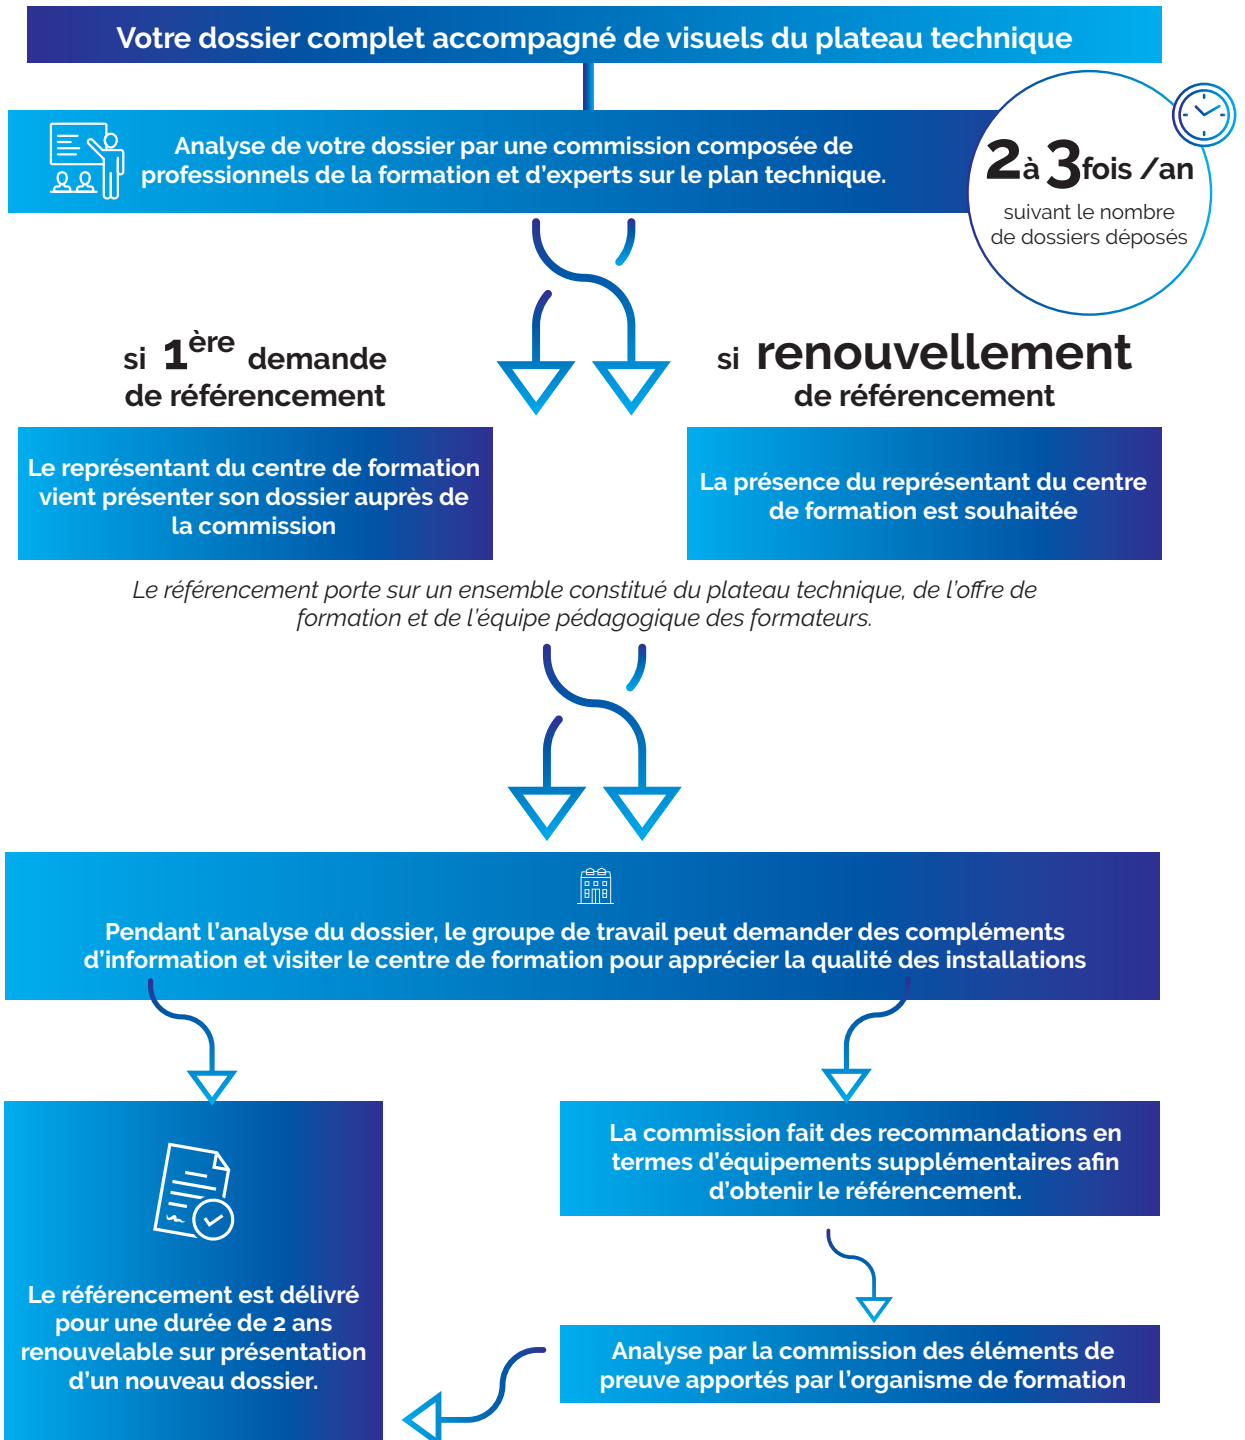 Votre dossier complet accompagné de visuels du plateau technique
Analyse de votre dossier par une commission composée de
professionnels de la formation et d'experts sur le plan technique.
2 à 3 fois /an
suivant le nombre
de dossiers déposés
si 1ère demande
de référencement
si renouvellement
de référencement
Le représentant du centre de formation
vient présenter son dossier auprès de
la commission
La présence du représentant du centre
de formation est souhaitée
Le référencement porte sur un ensemble constitué du plateau technique, de l'offre de
formation et de l'équipe pédagogique des formateurs.
Pendant l'analyse du dossier, le groupe de travail peut demander des compléments
d'information et visiter le centre de formation pour apprécier la qualité des installations
La commission fait des recommandations en
termes d'équipements supplémentaires afin
d'obtenir le référencement.
Le référencement est délivré
pour une durée de 2 ans
renouvelable sur présentation
d'un nouveau dossier.
Analyse par la commission des éléments de
preuve apportés par l'organisme de formation